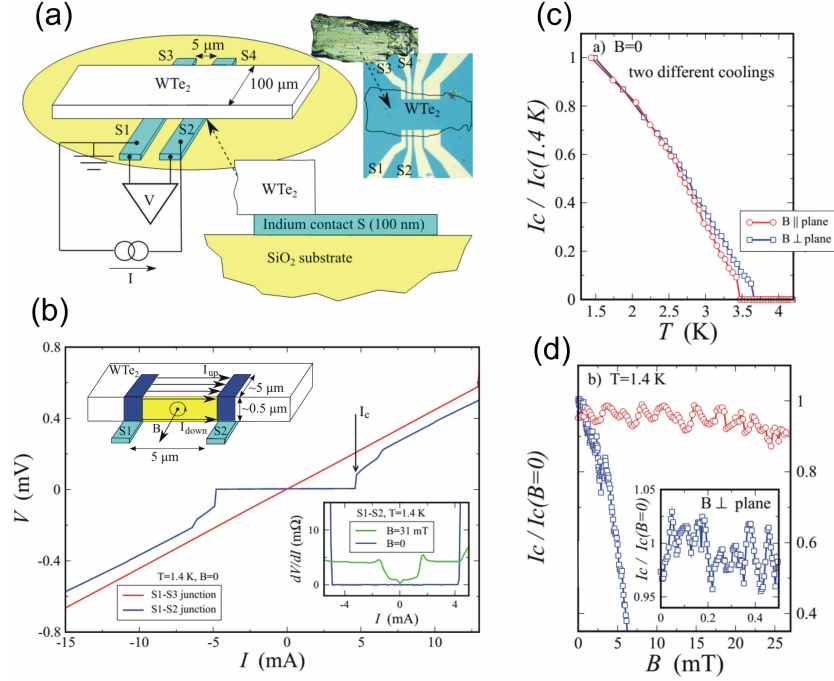 (a)
S3
5 μm
S4
WTe2
100 μm
S1
S2
V
I
WTe2
Indium contact S (100 nm)
SiO2 substrate
S3
S4
WTe2
S1
S2
(b)
0.8
0.4
0
-0.4
-0.8
V (mV)
-15
-10
-5
0
5
10
I (mA)
WTe2
Iup
~5 μm
~0.5 μm
B
Idown
S1
S2
5 μm
Ic
T=1.4 K, B=0
S1-S3 junction
S1-S2 junction
S1-S2, T=1.4 K
B=31 mT
B=0
dV/dI (mΩ)
10
0
-4
0
4
I (mA)
(c)
a) B=0
two different coolings
Ic / Ic(1.4 K)
1
0.8
0.6
0.4
0.2
0
1.5
2
2.5
3
3.5
4
T (K)
B || plane
B ⊥ plane
(d)
b) T=1.4 K
Ic / Ic(B=0)
1
0.8
0.6
0.4
0
5
10
15
20
25
B (mT)
B ⊥ plane
Ic / Ic(B=0)
1.05
1
0.95
0
0.1
0.2
0.3
0.4